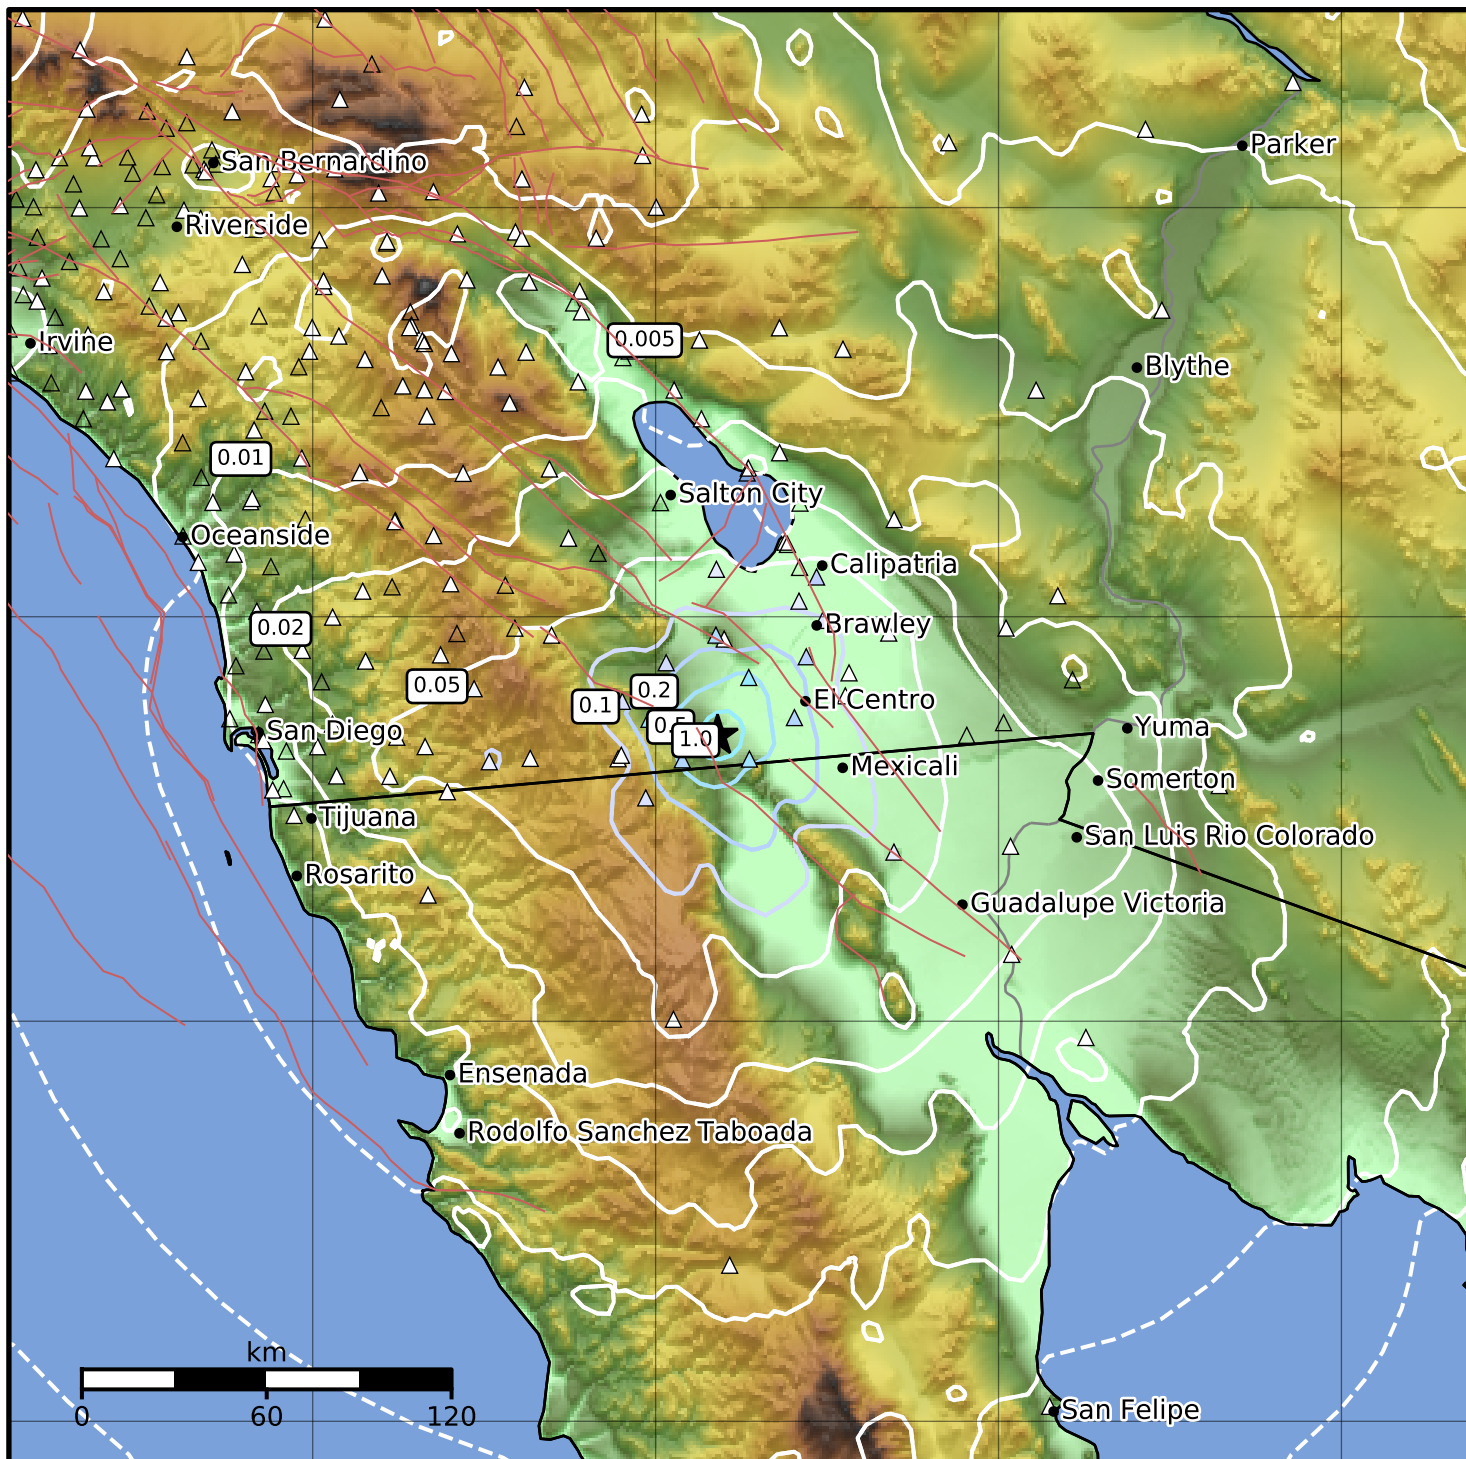 Parker
San Bernardino
Riverside
0.005
Irvine
Blythe
0.01
Salton City
Oceanside
Calipatria
0.02
Brawley
0.05
0.2
0.1
El Centro
0.5
1.0
San Diego
Yuma
Mexicali
Somerton
Tijuana
San Luis Rio Colorado
Rosarito
Guadalupe Victoria
Ensenada
Rodolfo Sanchez Taboada
km
0 60 120
San Felipe